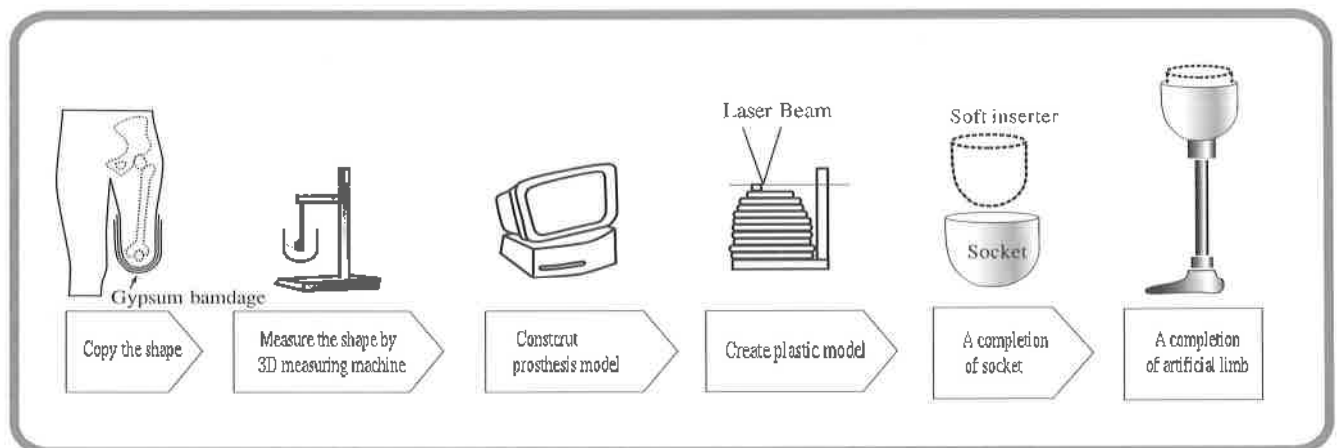 Laser Beam
Soft inserter
Socket
Gypsum bamdage
Copy the shape
Measure the shape by
3D measuring machine
Constcrut
prosthesis model
Create plastic model
A completion
of socket
A completion
of artificial limb